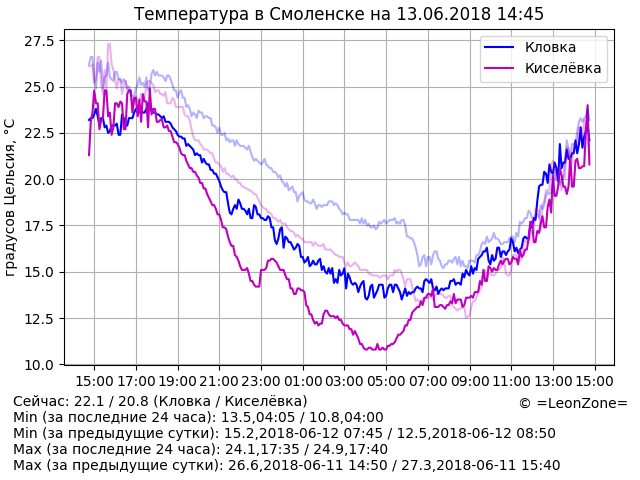 Температура в Смоленске на 13.06.2018 14:45
27.5
25.0
22.5
20.0
17.5
15.0
12.5
10.0
градусов Цельсия, °C
Кловка
Киселёвка
15:00 17:00 19:00 21:00 23:00 01:00 03:00 05:00 07:00 09:00 11:00 13:00 15:00
Сейчас: 22.1 / 20.8 (Кловка / Киселёвка)
© =LeonZone=
Min (за последние 24 часа): 13.5,04:05 / 10.8,04:00
Min (за предыдущие сутки): 15.2,2018-06-12 07:45 / 12.5,2018-06-12 08:50
Max (за последние 24 часа): 24.1,17:35 / 24.9,17:40
Max (за предыдущие сутки): 26.6,2018-06-11 14:50 / 27.3,2018-06-11 15:40